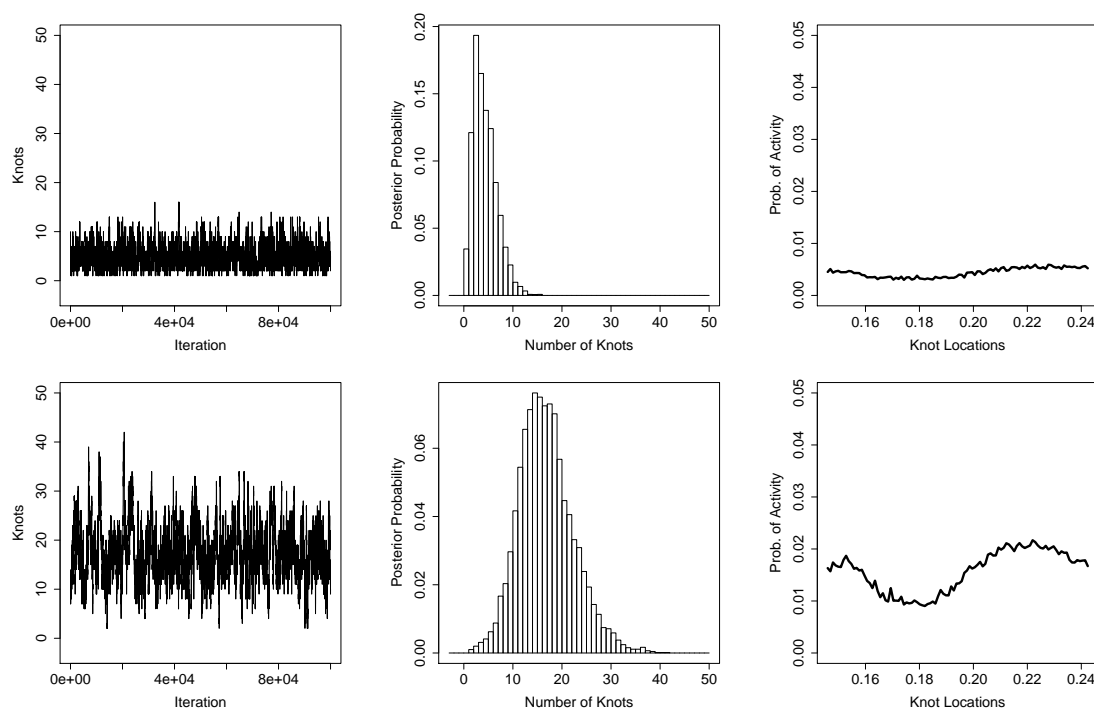 50
40
30
20
10
0
Knots
0e+00 4e+04 8e+04
Iteration
0.20
0.15
0.10
0.05
0.00
Posterior Probability
0 10 20 30 40 50
Number of Knots
0.05
0.04
0.03
0.02
0.01
0.00
Prob. of Activity
0.16 0.18 0.20 0.22 0.24
Knot Locations
50
40
30
20
10
0
Knots
0e+00 4e+04 8e+04
Iteration
0.06
0.04
0.02
0.00
Posterior Probability
0 10 20 30 40 50
Number of Knots
0.05
0.04
0.03
0.02
0.01
0.00
Prob. of Activity
0.16 0.18 0.20 0.22 0.24
Knot Locations